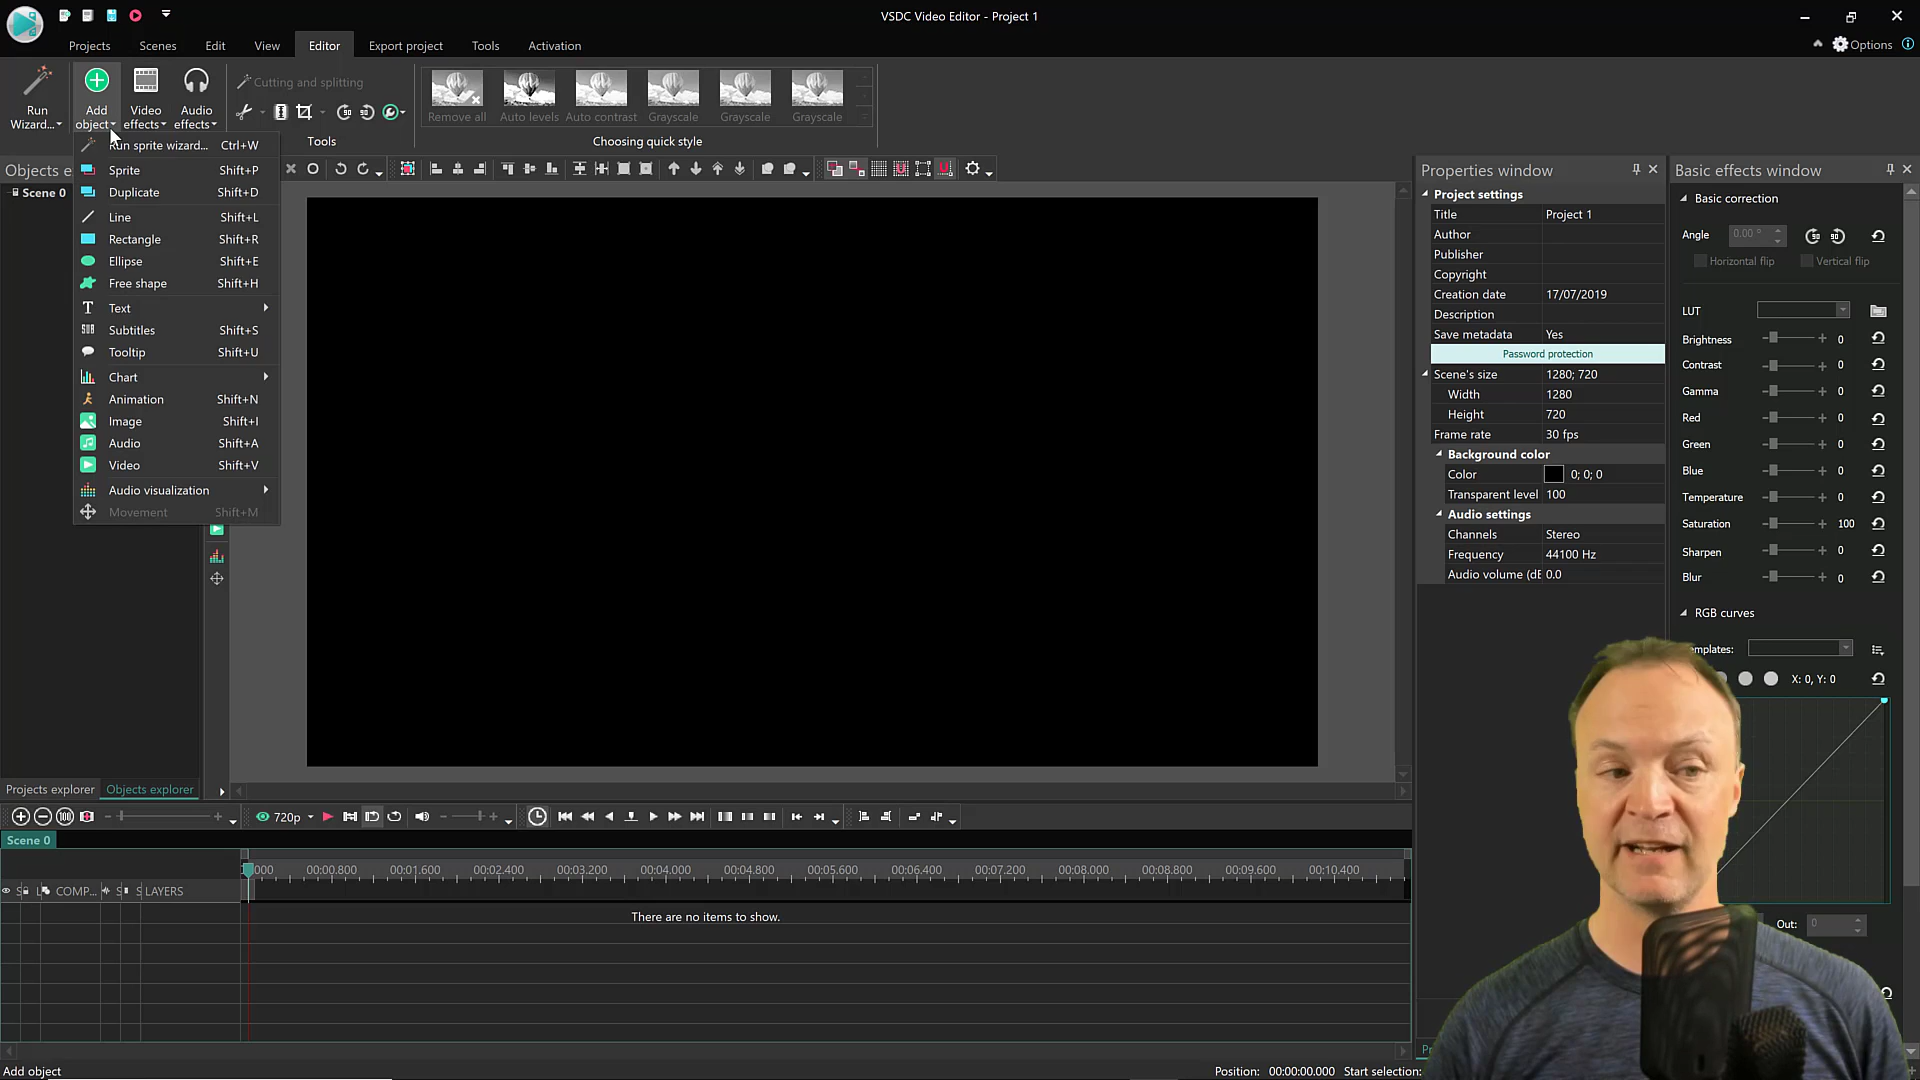 VSDC Video Editor - Project 1
Projects
Scenes
Edit
View
Editor
Export project
Tools
Activation
Options
Run
Wizard...
Add
object
Video
effects
Audio
effects
Cutting and splitting
Tools
Remove all
Auto levels
Auto contrast
Grayscale
Grayscale
Grayscale
Choosing quick style
Run sprite wizard... Ctrl+W
Sprite Shift+P
Duplicate Shift+D
Line Shift+L
Rectangle Shift+R
Ellipse Shift+E
Free shape Shift+H
Text
Subtitles Shift+S
Tooltip Shift+U
Chart
Animation Shift+N
Image Shift+I
Audio Shift+A
Video Shift+V
Audio visualization
Movement Shift+M
Objects e
Scene 0
Projects explorer
Objects explorer
Properties window
Project settings
Title Project 1
Author
Publisher
Copyright
Creation date 17/07/2019
Description
Save metadata Yes
Password protection
Scene's size 1280; 720
Width 1280
Height 720
Frame rate 30 fps
Background color
Color 0; 0; 0
Transparent level 100
Audio settings
Channels Stereo
Frequency 44100 Hz
Audio volume (dB 0.0
Basic effects window
Basic correction
Angle 0.00 ° 90 90
Horizontal flip Vertical flip
LUT
Brightness 0
Contrast 0
Gamma 0
Red 0
Green 0
Blue 0
Temperature 0
Saturation 100
Sharpen 0
Blur 0
RGB curves
emplates:
X: 0, Y: 0
Out: 0
720p
Scene 0
000 00:00.800 00:01.600 00:02.400 00:03.200 00:04.000 00:04.800 00:05.600 00:06.400 00:07.200 00:08.000 00:08.800 00:09.600 00:10.400
COMP... LAYERS
There are no items to show.
Add object
Position: 00:00:00.000 Start selection: